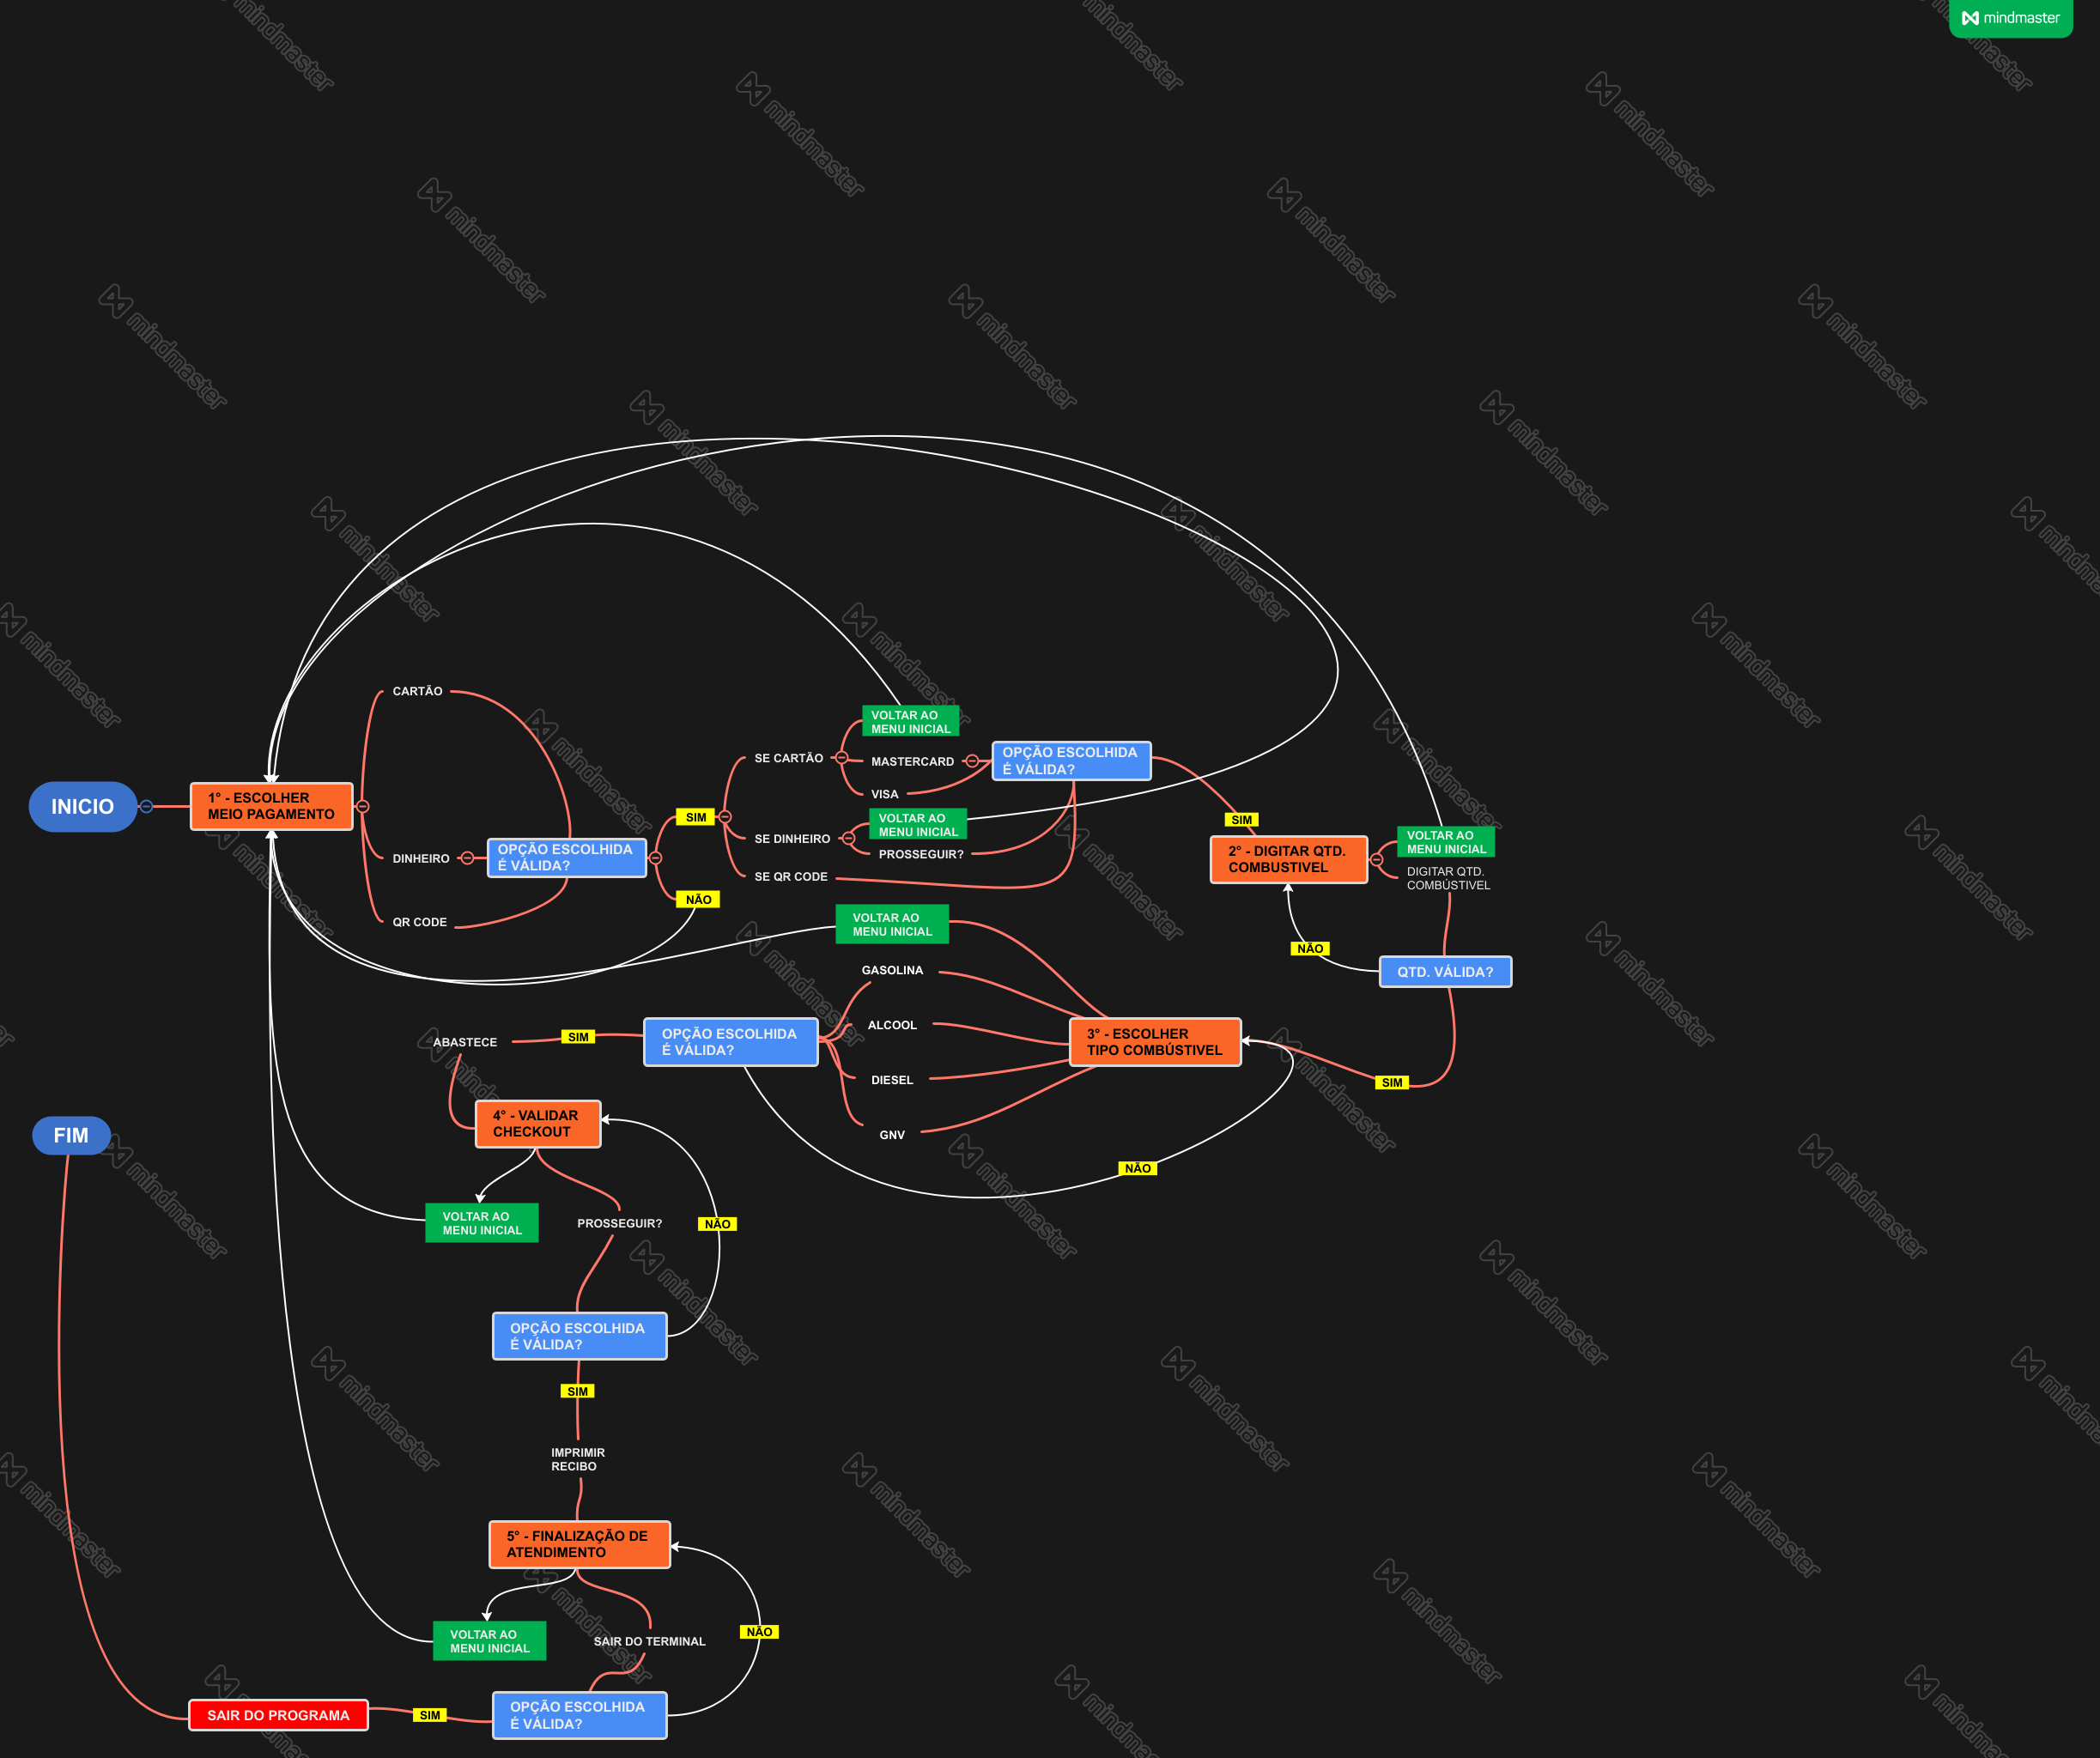 mindmaster
INICIO
1° - ESCOLHER
MEIO PAGAMENTO
CARTÃO
DINHEIRO
QR CODE
OPÇÃO ESCOLHIDA
É VÁLIDA?
SIM
NÃO
SE CARTÃO
VOLTAR AO
MENU INICIAL
MASTERCARD
VISA
SE DINHEIRO
VOLTAR AO
MENU INICIAL
PROSSEGUIR?
SE QR CODE
OPÇÃO ESCOLHIDA
É VÁLIDA?
SIM
2° - DIGITAR QTD.
COMBUSTIVEL
VOLTAR AO
MENU INICIAL
DIGITAR QTD.
COMBÚSTIVEL
QTD. VÁLIDA?
NÃO
SIM
3° - ESCOLHER
TIPO COMBÚSTIVEL
VOLTAR AO
MENU INICIAL
GASOLINA
ALCOOL
DIESEL
GNV
OPÇÃO ESCOLHIDA
É VÁLIDA?
NÃO
SIM
ABASTECE
4° - VALIDAR
CHECKOUT
VOLTAR AO
MENU INICIAL
PROSSEGUIR?
NÃO
OPÇÃO ESCOLHIDA
É VÁLIDA?
SIM
IMPRIMIR
RECIBO
5° - FINALIZAÇÃO DE
ATENDIMENTO
VOLTAR AO
MENU INICIAL
SAIR DO TERMINAL
NÃO
OPÇÃO ESCOLHIDA
É VÁLIDA?
SIM
SAIR DO PROGRAMA
FIM